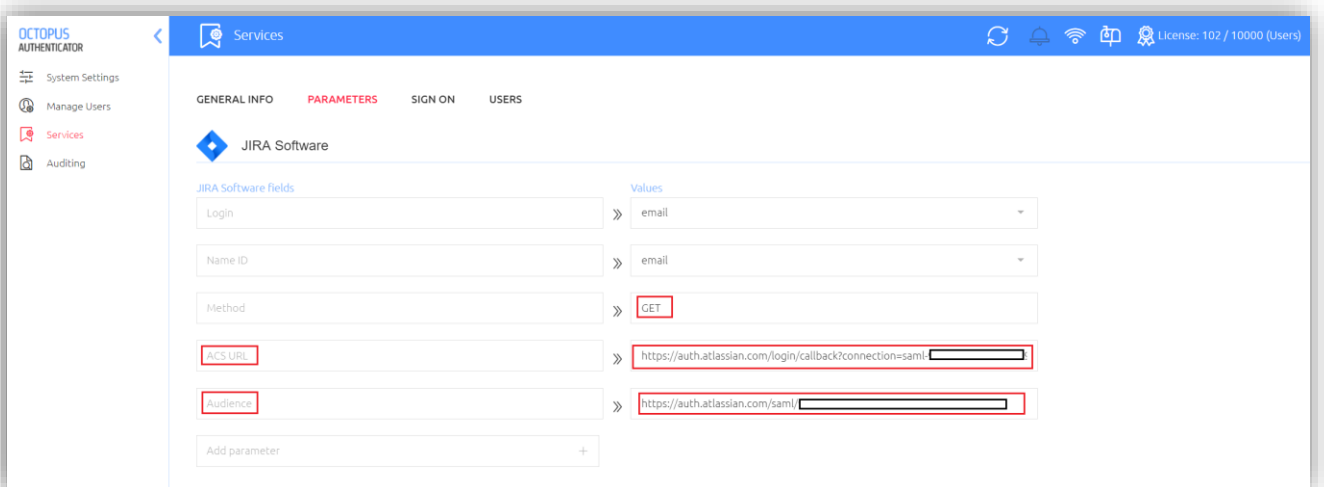 OCTOPUS
AUTHENTICATOR
System Settings
Manage Users
Services
Auditing
Services
License: 102 / 10000 (Users)
GENERAL INFO PARAMETERS SIGN ON USERS
JIRA Software
JIRA Software fields Values
Login email
Name ID email
Method GET
ACS URL https://auth.atlassian.com/login/callback?connection=saml-
Audience https://auth.atlassian.com/saml/
Add parameter +